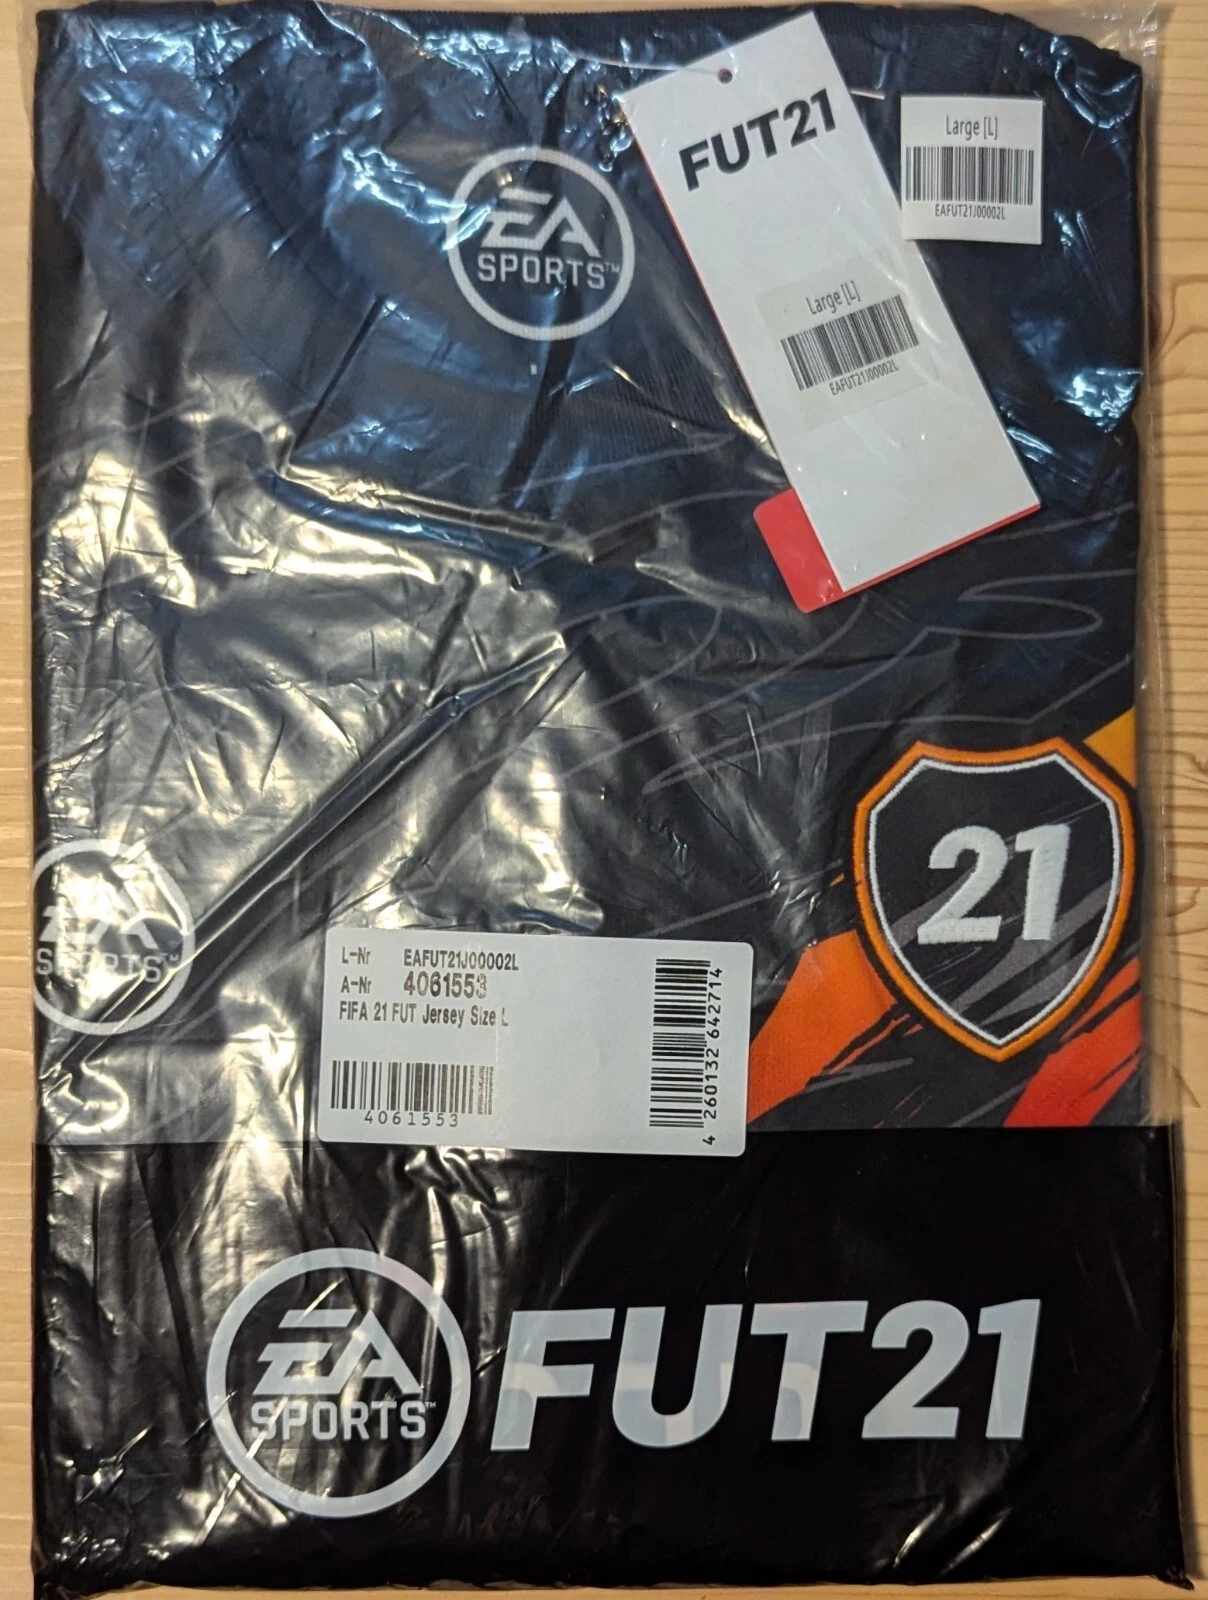 EA
SPORTS™
FUT21
Large [L]
EAFUT21J00002L
Large [L]
EAFUT21J00002L
21
EA
SPORTS™
L-Nr EAFUT21J00002L
A-Nr 4061553
FIFA 21 FUT Jersey Size L
4061553
4 260132 642714
EA
SPORTS™
FUT21